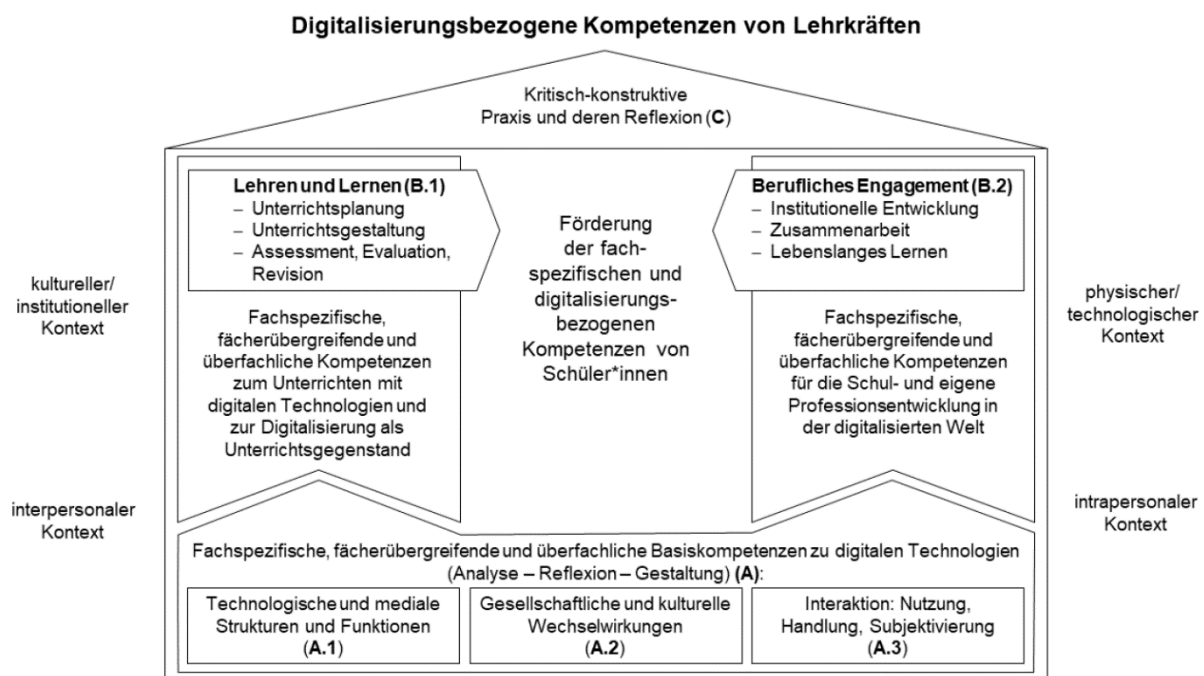 Digitalisierungsbezogene Kompetenzen von Lehrkräften
Kritisch-konstruktive
Praxis und deren Reflexion (C)
Lehren und Lernen (B.1)
– Unterrichtsplanung
– Unterrichtsgestaltung
– Assessment, Evaluation,
Revision
Fachspezifische,
fächerübergreifende und
überfachliche Kompetenzen
zum Unterrichten mit
digitalen Technologien und
zur Digitalisierung als
Unterrichtsgegenstand
Förderung
der fach-
spezifischen und
digitalisierungs-
bezogenen
Kompetenzen von
Schüler*innen
Berufliches Engagement (B.2)
– Institutionelle Entwicklung
– Zusammenarbeit
– Lebenslanges Lernen
Fachspezifische,
fächerübergreifende und
überfachliche Kompetenzen
für die Schul- und eigene
Professionsentwicklung in
der digitalisierten Welt
kultureller/
institutioneller
Kontext
physischer/
technologischer
Kontext
interpersonaler
Kontext
intrapersonaler
Kontext
Fachspezifische, fächerübergreifende und überfachliche Basiskompetenzen zu digitalen Technologien
(Analyse – Reflexion – Gestaltung) (A):
Technologische und mediale
Strukturen und Funktionen
(A.1)
Gesellschaftliche und kulturelle
Wechselwirkungen
(A.2)
Interaktion: Nutzung,
Handlung, Subjektivierung
(A.3)